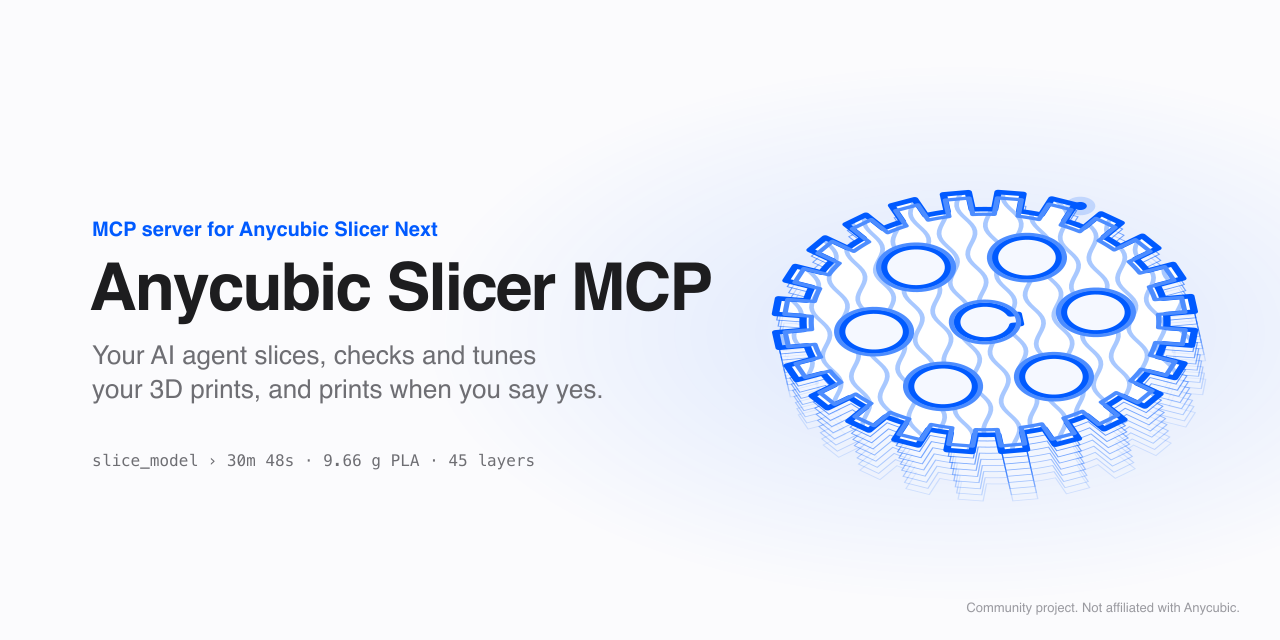 MCP server for Anycubic Slicer Next
Anycubic Slicer MCP
Your AI agent slices, checks and tunes
your 3D prints, and prints when you say yes.
slice_model › 30m 48s · 9.66 g PLA · 45 layers
Community project. Not affiliated with Anycubic.